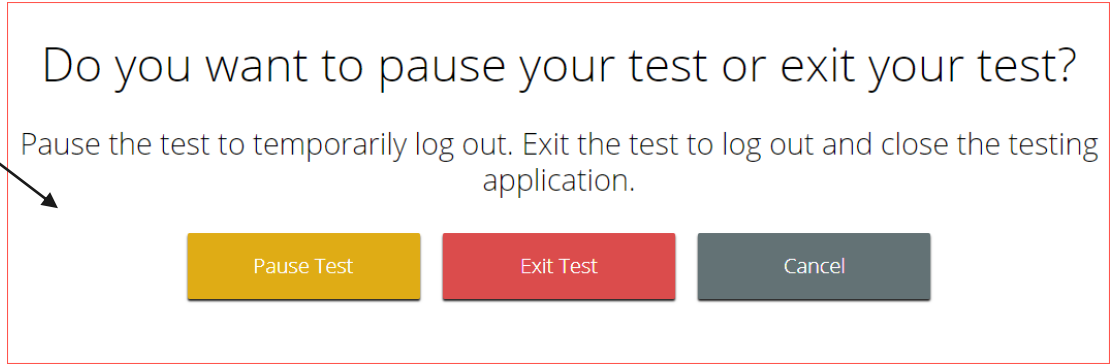 Do you want to pause your test or exit your test?
Pause the test to temporarily log out. Exit the test to log out and close the testing
application.
Pause Test
Exit Test
Cancel